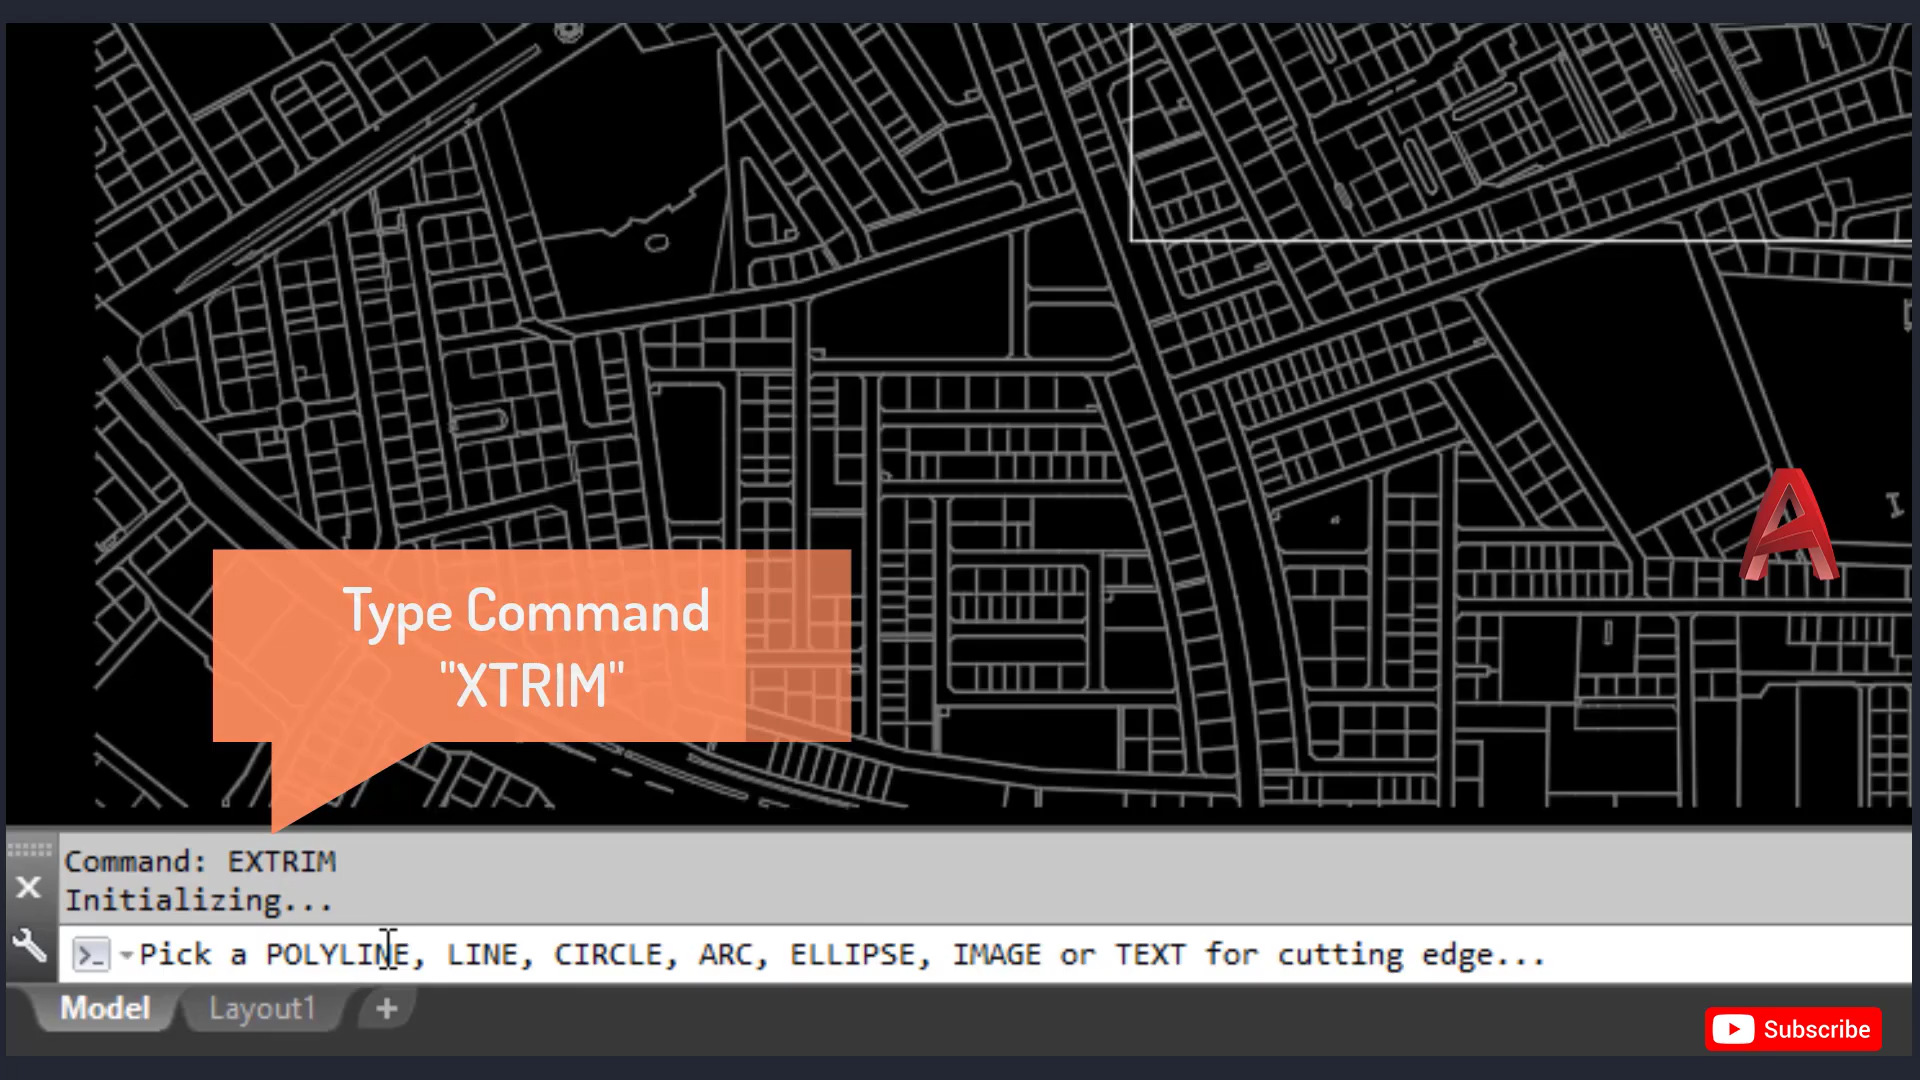 Type Command
"XTRIM"
Command: EXTRIM
Initializing...
Pick a POLYLINE, LINE, CIRCLE, ARC, ELLIPSE, IMAGE or TEXT for cutting edge...
Model Layout1 +
Subscribe